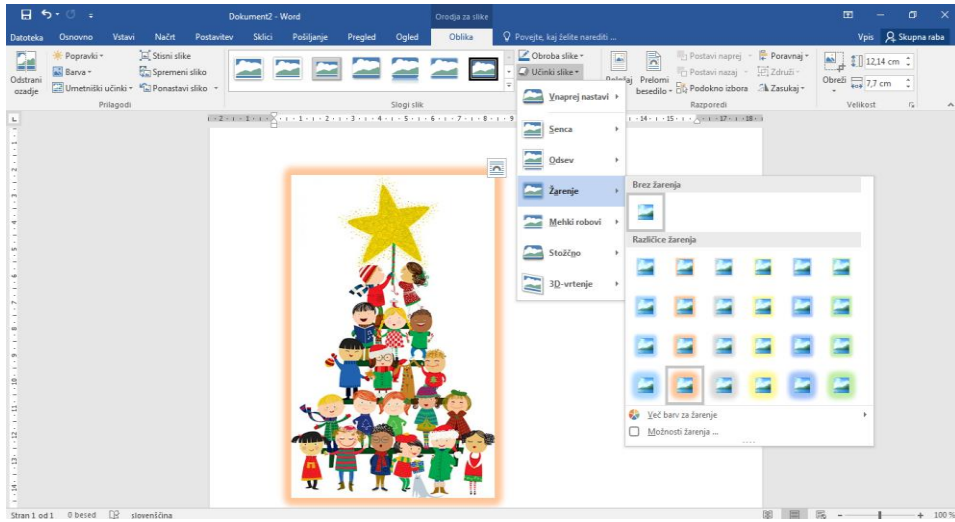 Dokument2 - Word
Orodja za slike
Datoteka Osnovno Vstavi Načrt Postavitev Sklici Pošiljanje Pregled Ogled Oblika Povejte, kaj želite narediti ... Vpis Skupna raba
Odstrani ozadje
Popravki
Barva
Umetniški učinki
Stisni slike
Spremeni sliko
Ponastavi sliko
Prilagodi
Slogi slik
Obroba slike
Učinki slike
Prelomi besedilo
Postavi naprej
Postavi nazaj
Podokno izbora
Poravnaj
Združi
Zasukaj
Razporedi
Obreži
12,14 cm
7,7 cm
Velikost
Vnaprej nastavi
Senca
Odsev
Žarenje
Mehki robovi
Stožčno
3D-vrtenje
Brez žarenja
Različice žarenja
Več barv za žarenje
Možnosti žarenja ...
Stran 1 od 1 0 besed slovenščina 100 %